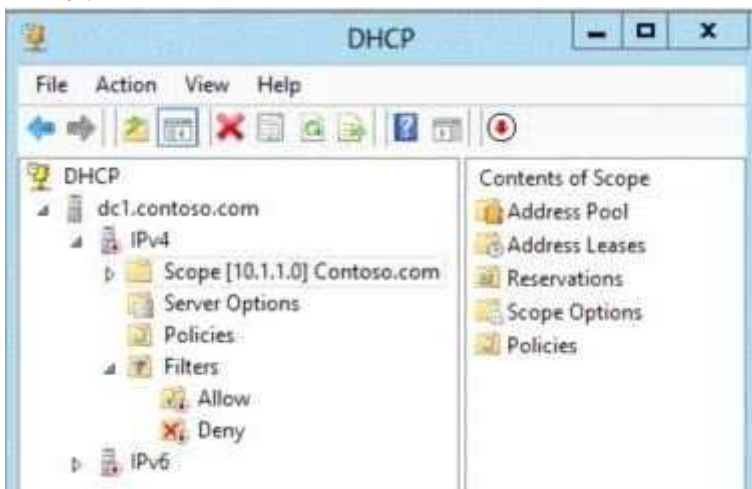 DHCP
File Action View Help
DHCP
dc1.contoso.com
IPv4
Scope [10.1.1.0] Contoso.com
Server Options
Policies
Filters
Allow
Deny
IPv6
Contents of Scope
Address Pool
Address Leases
Reservations
Scope Options
Policies